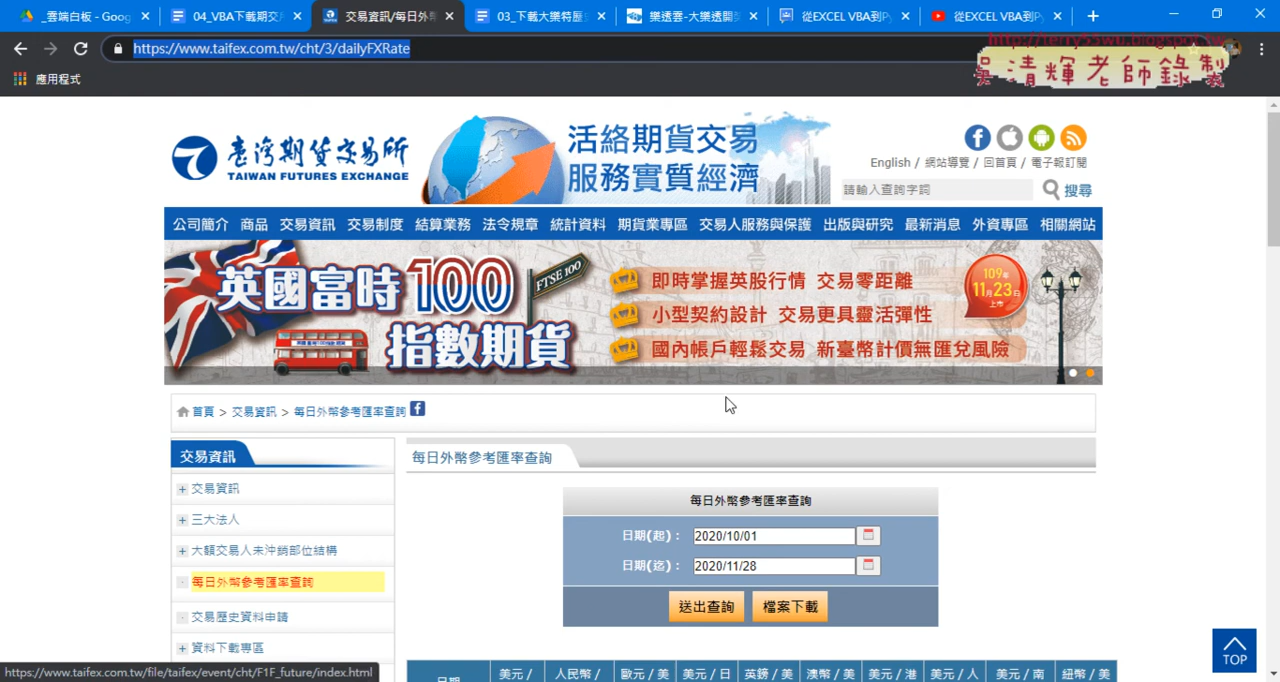 _雲端白板 - Goog
04_VBA下載期交
交易資訊/每日外
03_下載大樂特歷
樂透雲-大樂透開
從EXCEL VBA到P
從EXCEL VBA到P
https://www.taifex.com.tw/cht/3/dailyFXRate
http://terry55wu.blogspot.tw
吳清輝老師錄製
應用程式
臺灣期貨交易所
TAIWAN FUTURES EXCHANGE
活絡期貨交易
服務實質經濟
English / 網站導覽 / 回首頁 / 電子報訂閱
請輸入查詢字詞
搜尋
公司簡介 商品 交易資訊 交易制度 結算業務 法令規章 統計資料 期貨業專區 交易人服務與保護 出版與研究 最新消息 外資專區 相關網站
英國富時100
指數期貨
FTSE 100
即時掌握英股行情 交易零距離
小型契約設計 交易更具靈活彈性
國內帳戶輕鬆交易 新臺幣計價無匯兌風險
109年
11月23日
上市
首頁 > 交易資訊 > 每日外幣參考匯率查詢
交易資訊
交易資訊
三大法人
大額交易人未沖銷部位結構
每日外幣參考匯率查詢
交易歷史資料申請
資料下載專區
每日外幣參考匯率查詢
每日外幣參考匯率查詢
日期(起)： 2020/10/01
日期(迄)： 2020/11/28
送出查詢 檔案下載
日期 美元 / 人民幣 / 歐元 / 美 美元 / 日 英鎊 / 美 澳幣 / 美 美元 / 港 美元 / 人 美元 / 南 紐幣 / 美
TOP
https://www.taifex.com.tw/file/taifex/event/cht/F1F_future/index.html